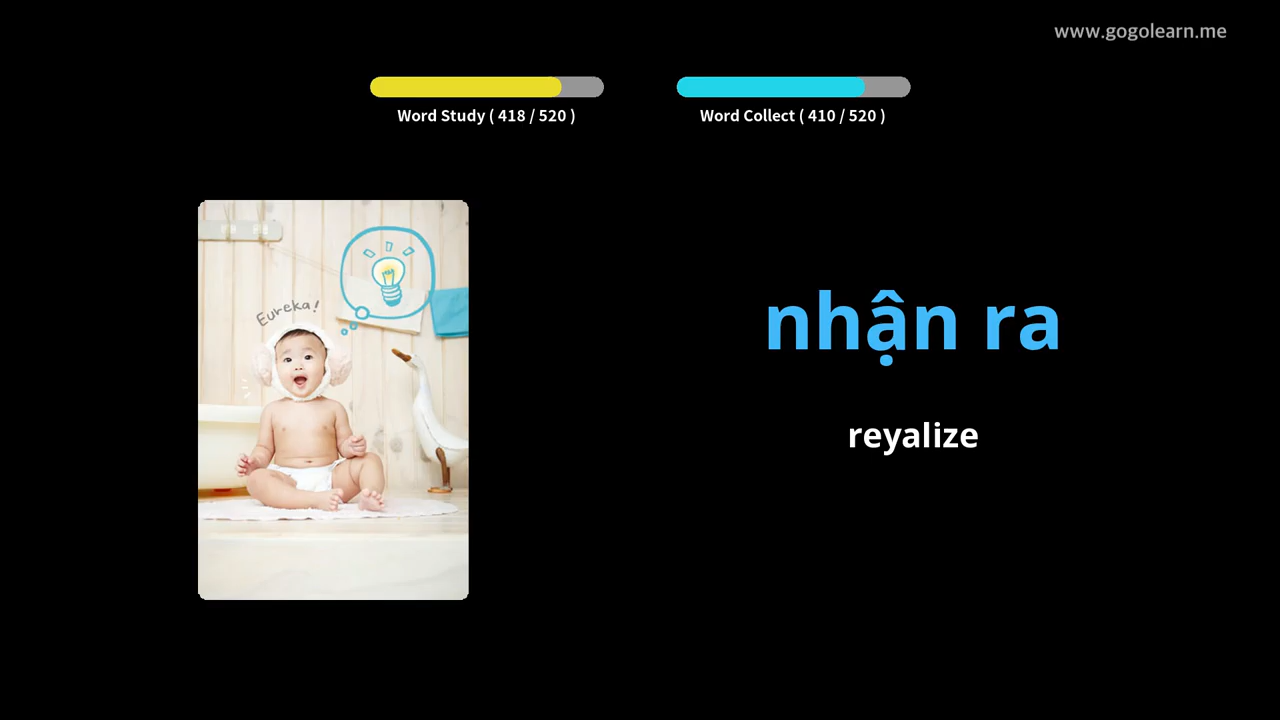 www.gogolearn.me
Word Study ( 418 / 520 )
Word Collect ( 410 / 520 )
Eureka!
nhận ra
reyalize